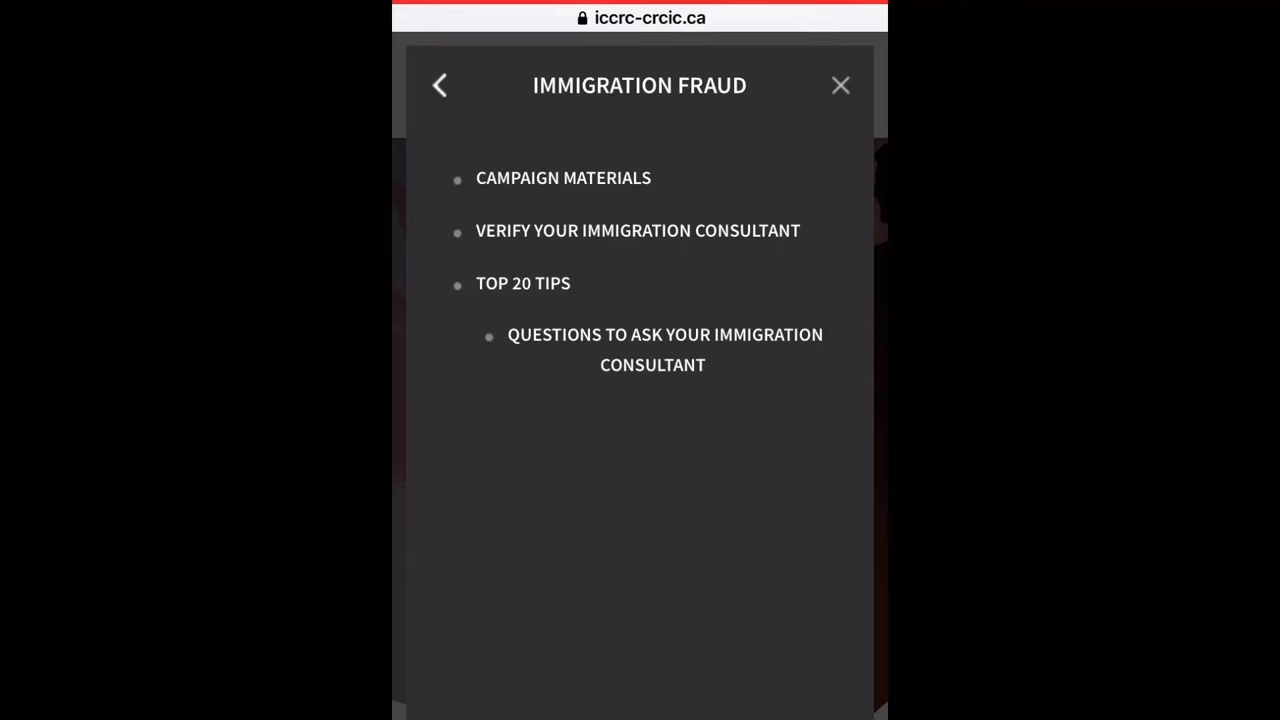 iccrc-crcic.ca
IMMIGRATION FRAUD
CAMPAIGN MATERIALS
VERIFY YOUR IMMIGRATION CONSULTANT
TOP 20 TIPS
QUESTIONS TO ASK YOUR IMMIGRATION
CONSULTANT